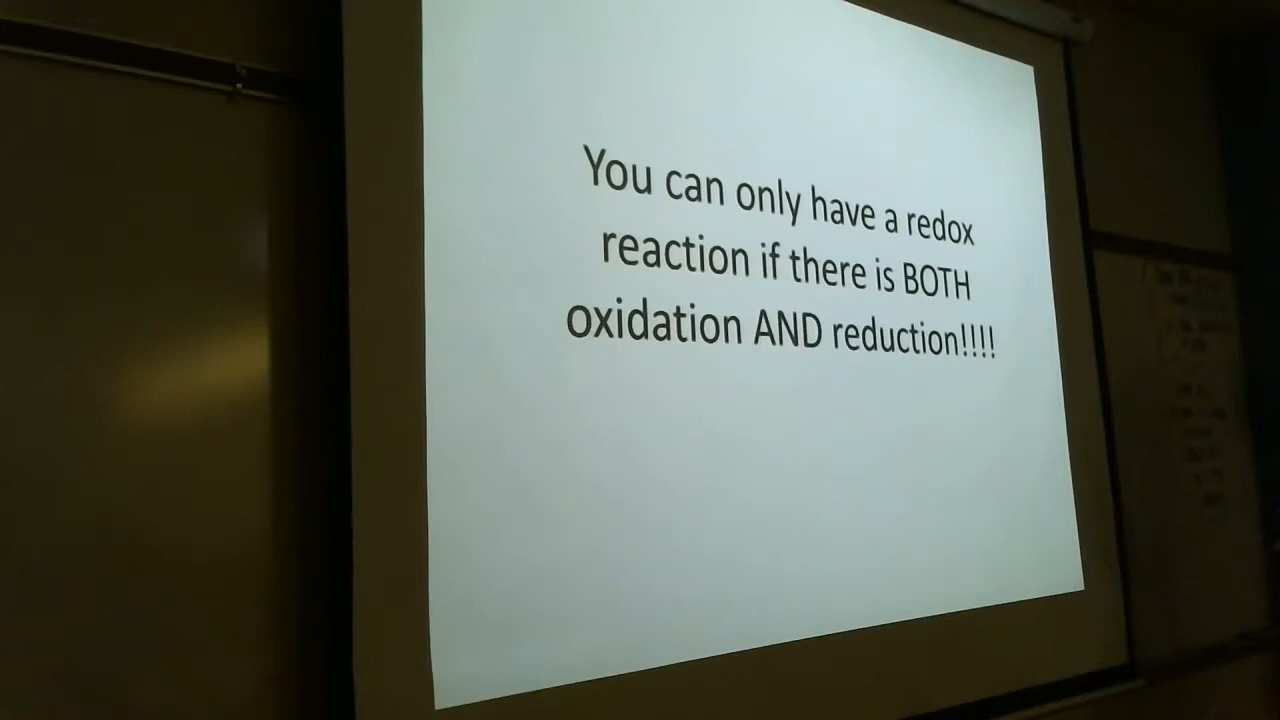 You can only have a redox
reaction if there is BOTH
oxidation AND reduction!!!!